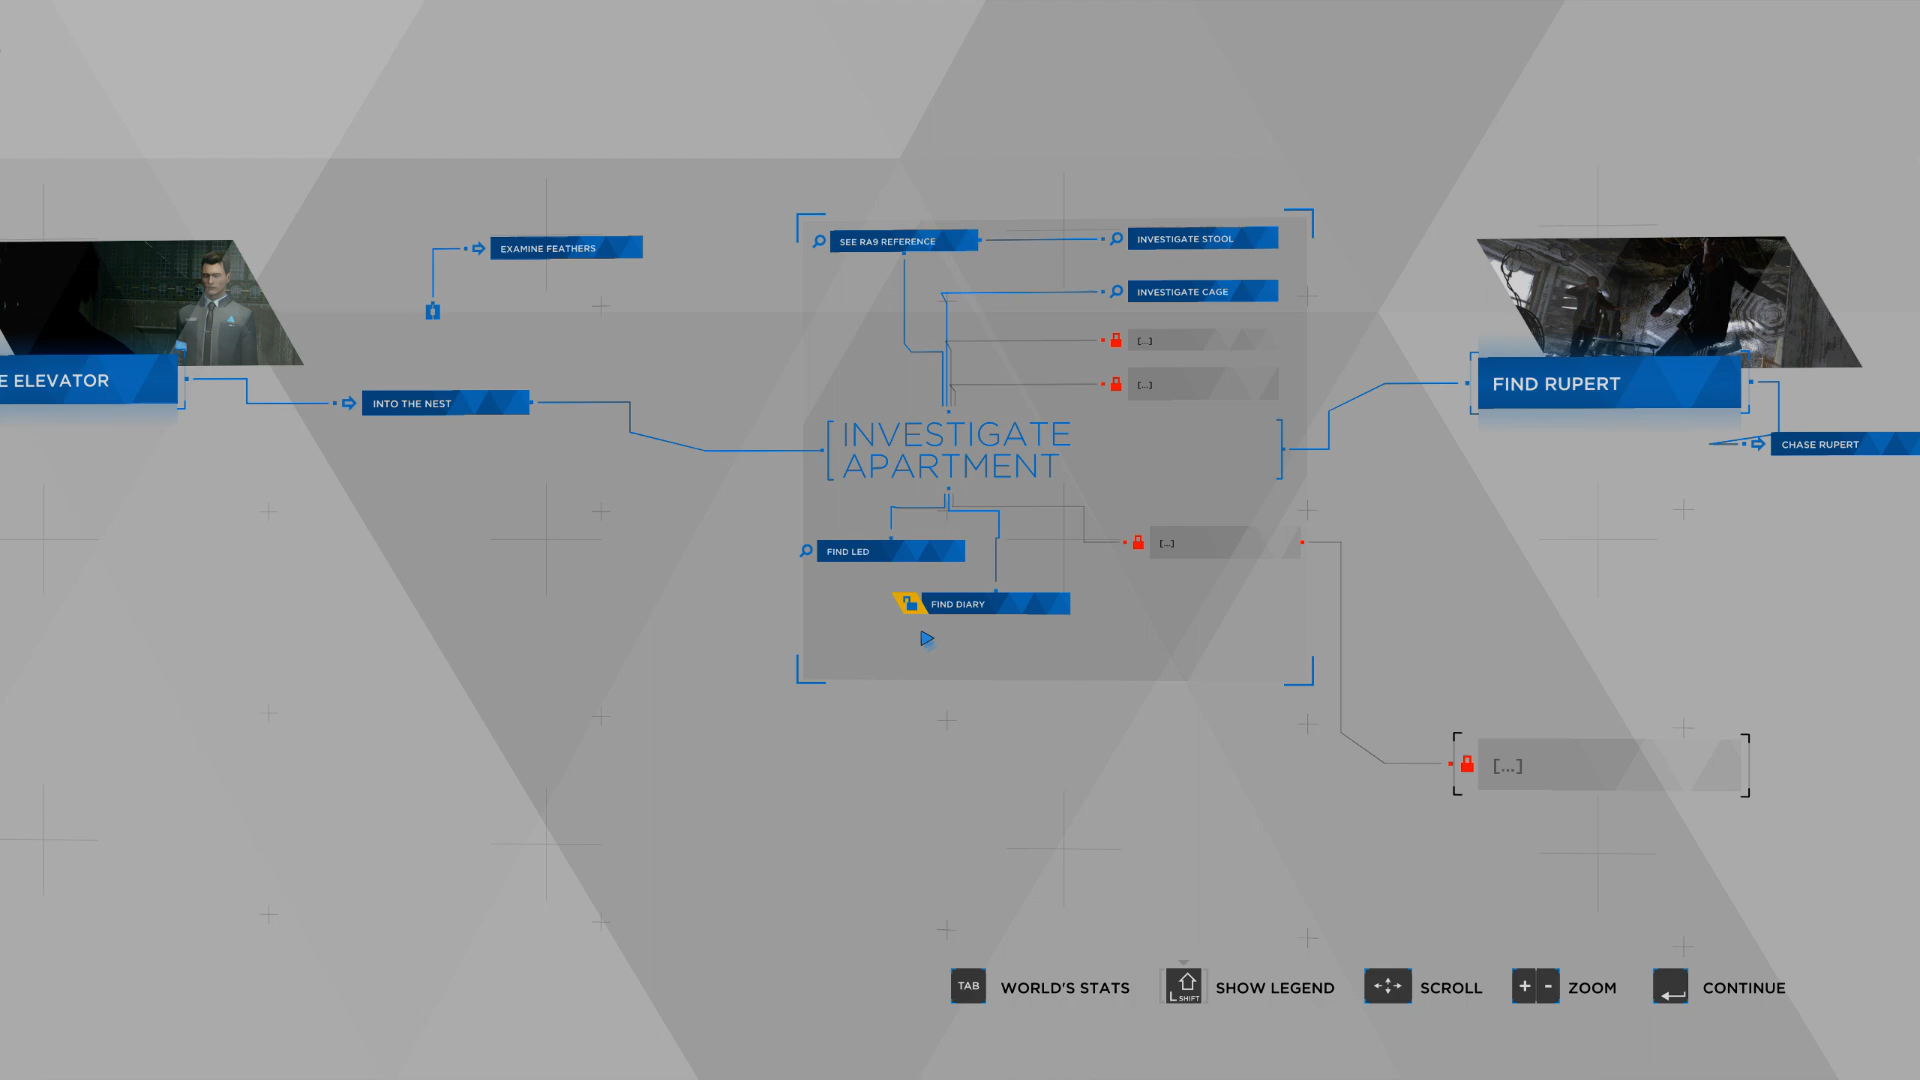 EXAMINE FEATHERS
SEE RA9 REFERENCE
INVESTIGATE STOOL
INVESTIGATE CAGE
[...]
[...]
E ELEVATOR
INTO THE NEST
INVESTIGATE
APARTMENT
FIND RUPERT
CHASE RUPERT
FIND LED
[...]
FIND DIARY
[...]
TAB WORLD'S STATS L SHIFT SHOW LEGEND SCROLL + - ZOOM CONTINUE